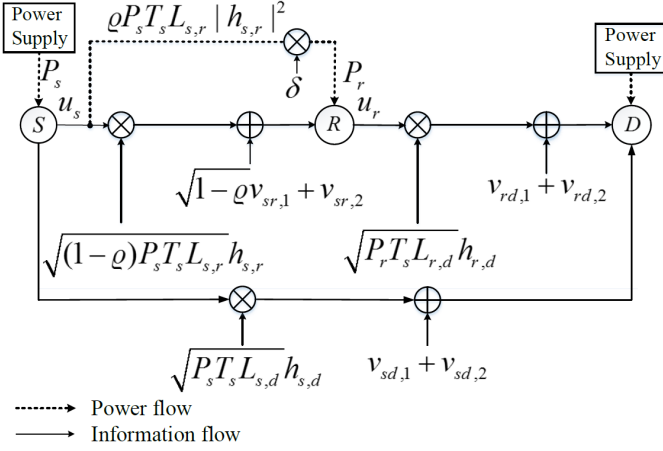 Power
Supply
ϱP_sT_sL_{s,r} | h_{s,r} |^2
Power
Supply
P_s
δ
P_r
S
u_s
R
u_r
D
√(1−ϱ)v_{sr,1} + v_{sr,2}
v_{rd,1} + v_{rd,2}
√((1−ϱ)P_sT_sL_{s,r})h_{s,r}
√(P_rT_sL_{r,d})h_{r,d}
√(P_sT_sL_{s,d})h_{s,d}
v_{sd,1} + v_{sd,2}
Power flow
Information flow